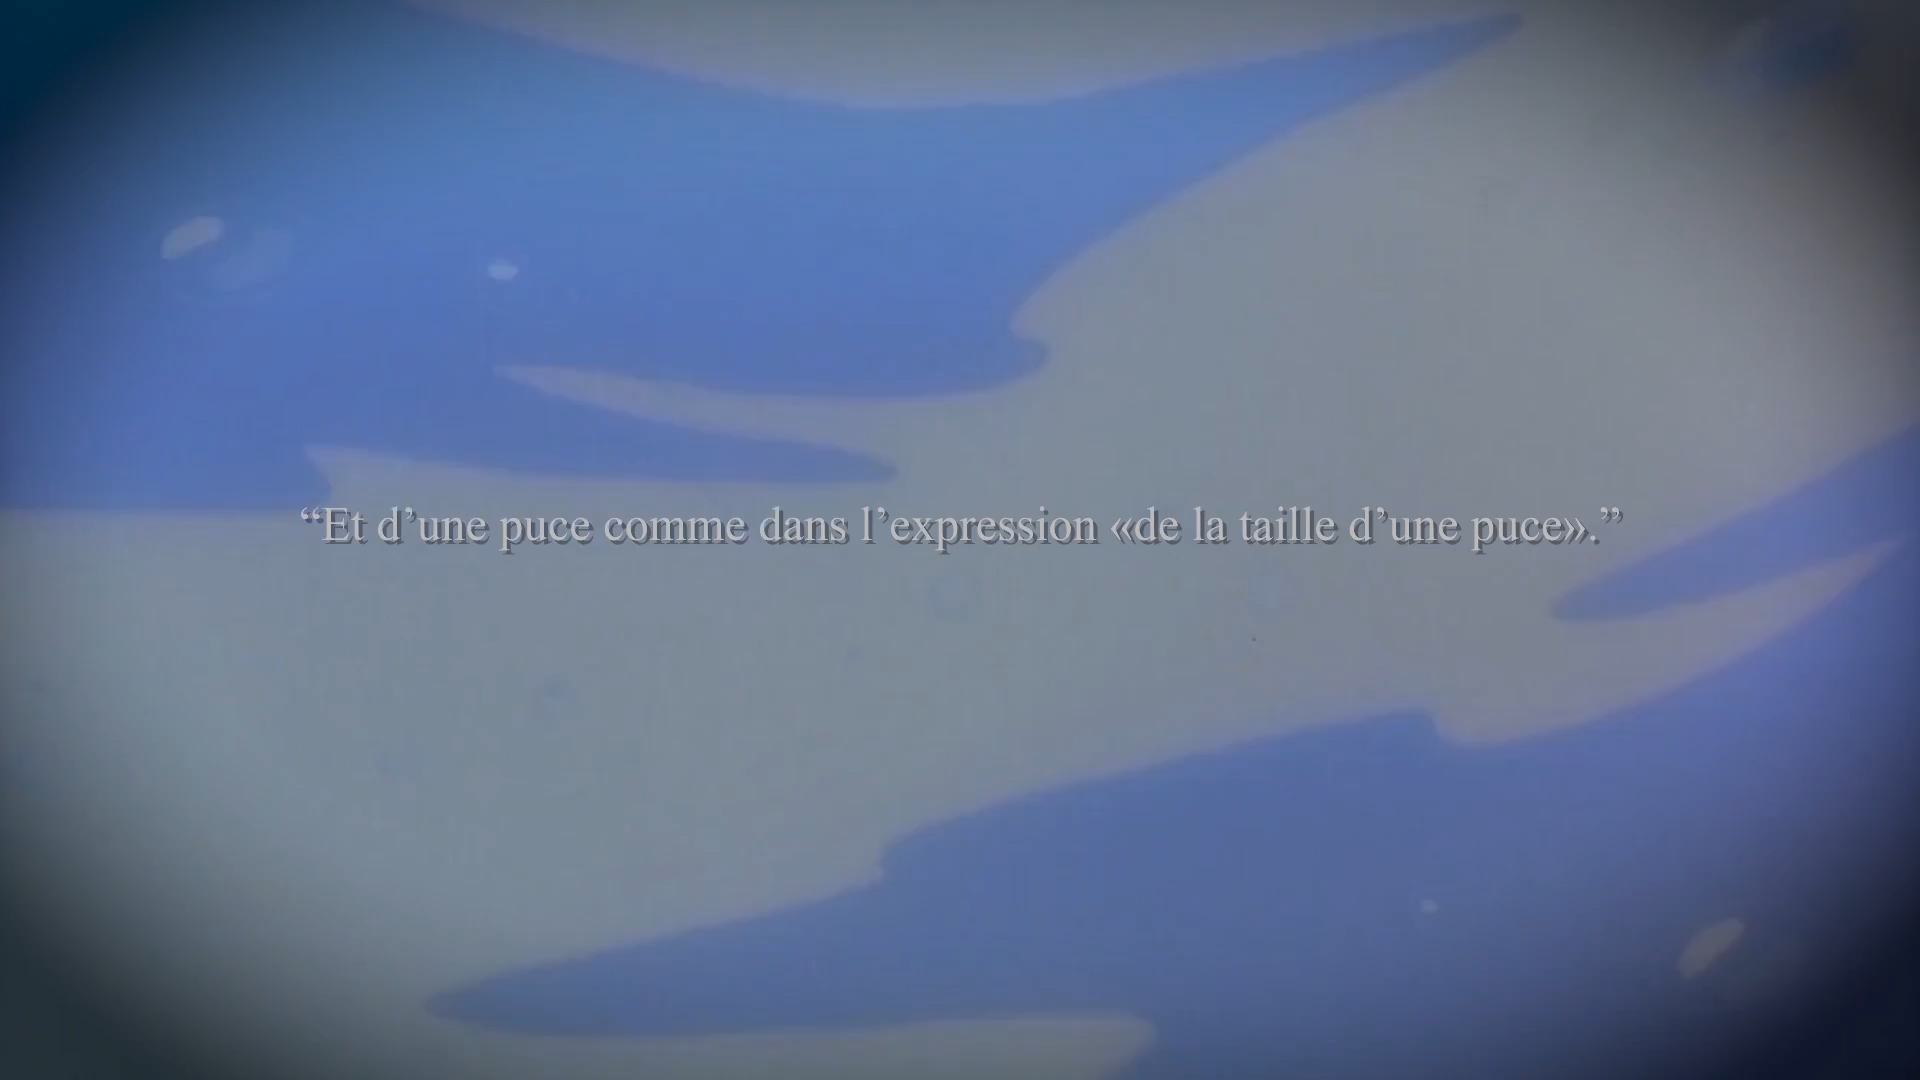 “Et d’une puce comme dans l’expression «de la taille d’une puce».”